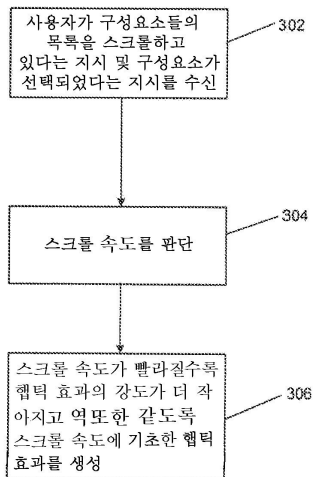 사용자가 구성요소들의
목록을 스크롤하고
있다는 지시 및 구성요소가
선택되었다는 지시를 수신
302
스크롤 속도를 판단
304
스크롤 속도가 빨라질수록
햅틱 효과의 강도가 더 작
아지고 역또한 같도록
스크롤 속도에 기초한 햅틱
효과를 생성
306